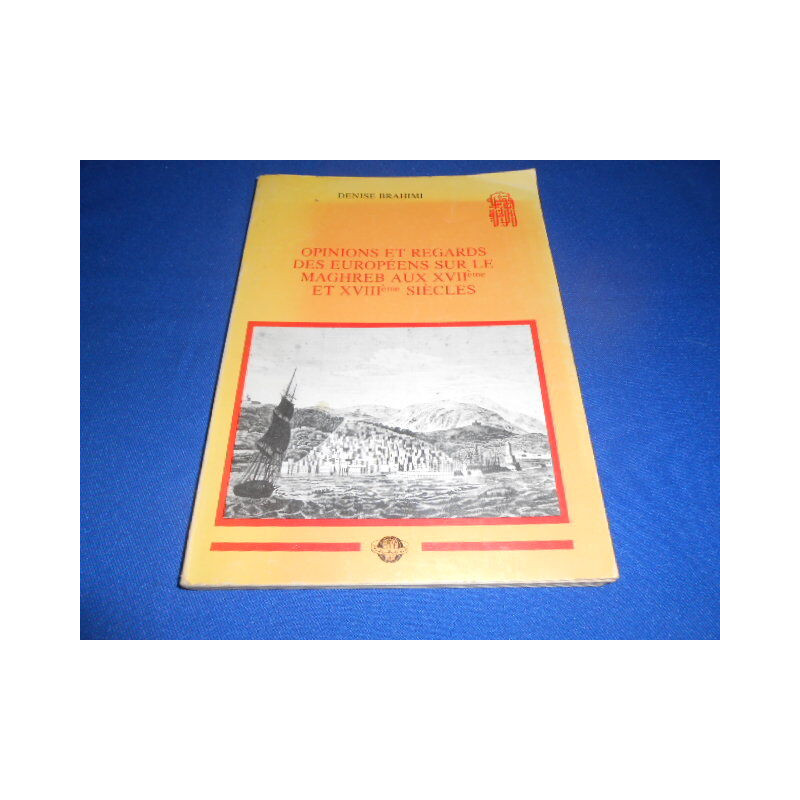 DENISE BRAHIMI
OPINIONS ET REGARDS
DES EUROPÉENS SUR LE
MAGHREB AUX XVIIème
ET XVIIIème SIÈCLES